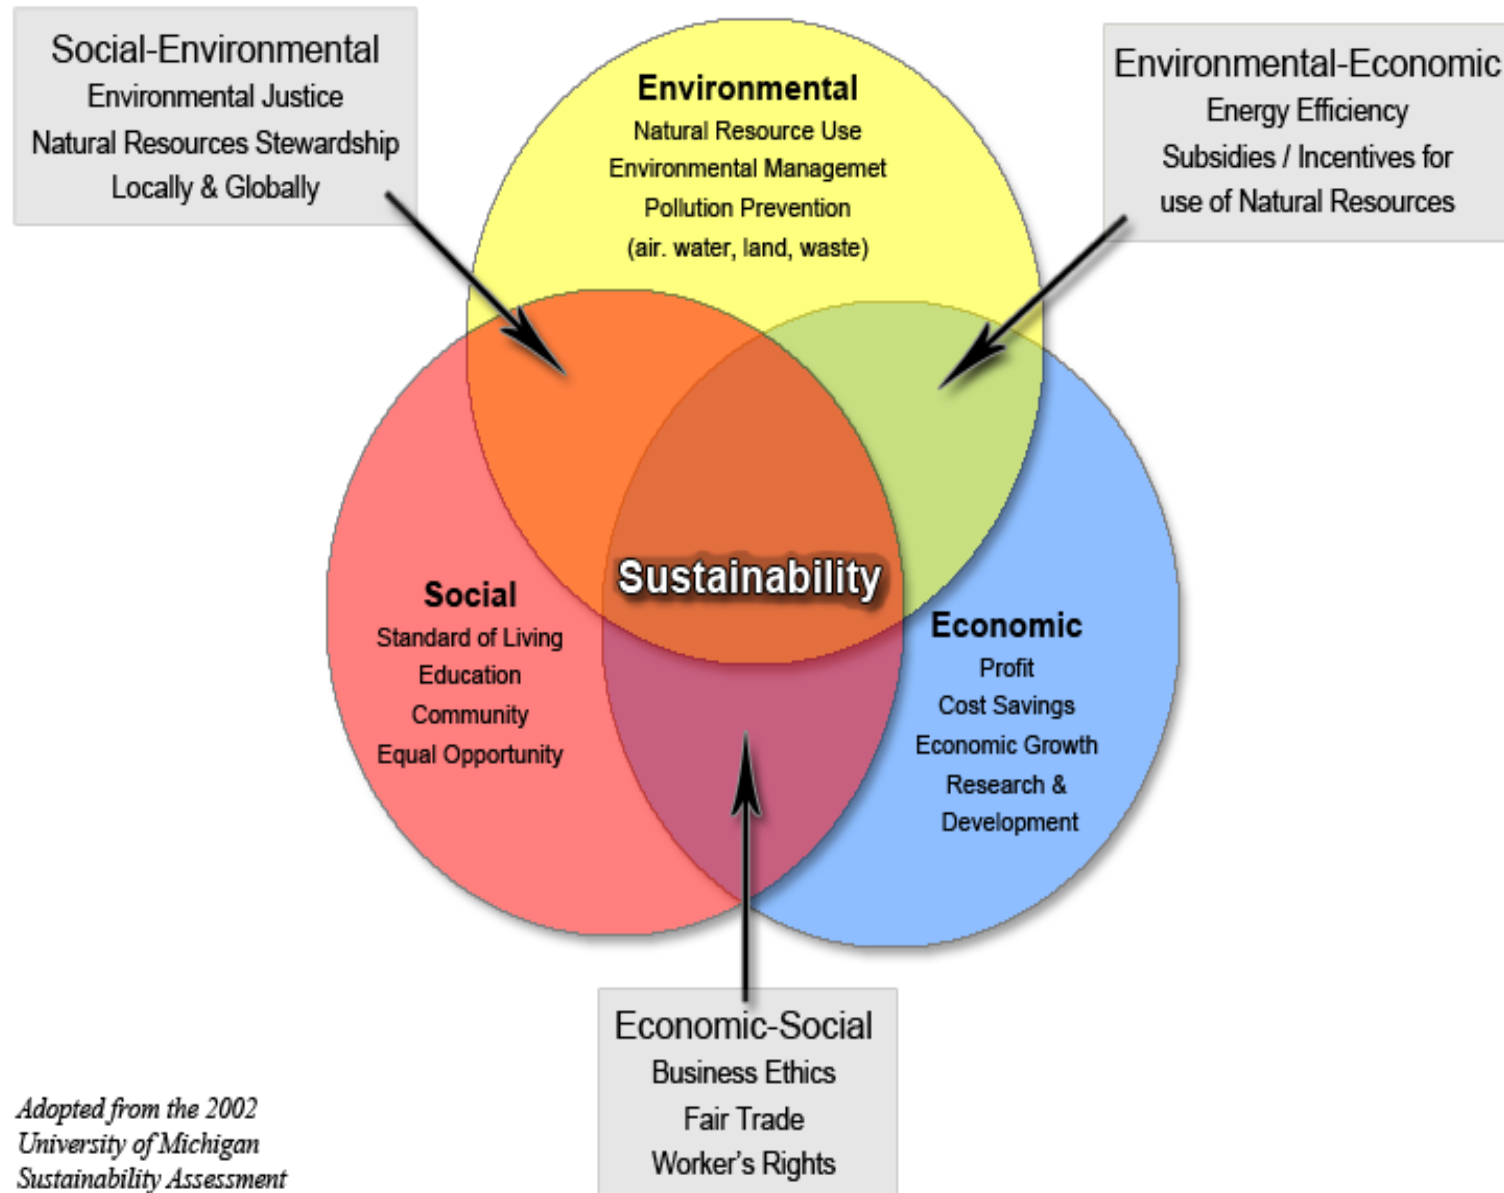 Social-Environmental
Environmental Justice
Natural Resources Stewardship
Locally & Globally
Environmental
Natural Resource Use
Environmental Managemet
Pollution Prevention
(air. water, land, waste)
Environmental-Economic
Energy Efficiency
Subsidies / Incentives for
use of Natural Resources
Sustainability
Social
Standard of Living
Education
Community
Equal Opportunity
Economic
Profit
Cost Savings
Economic Growth
Research &
Development
Economic-Social
Business Ethics
Fair Trade
Worker's Rights
Adopted from the 2002
University of Michigan
Sustainability Assessment